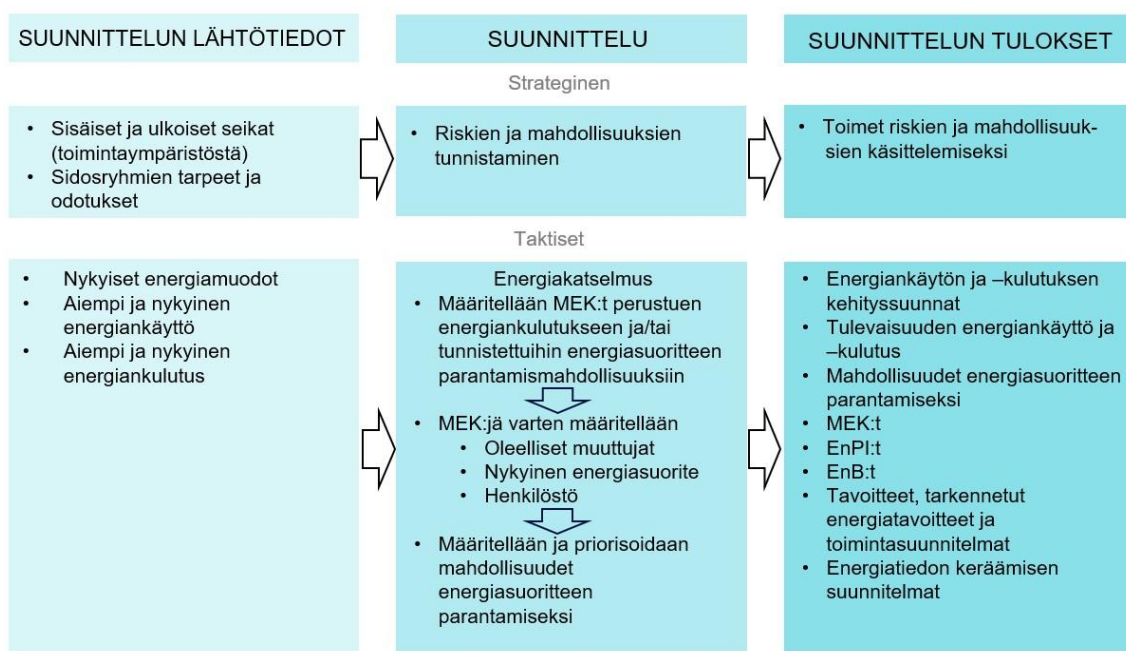 SUUNNITTELUN LÄHTÖTIEDOT
SUUNNITTELU
SUUNNITTELUN TULOKSET
Strateginen
• Sisäiset ja ulkoiset seikat
(toimintaympäristöstä)
• Sidosryhmien tarpeet ja
odotukset
• Riskien ja mahdollisuuksien
tunnistaminen
• Toimet riskien ja mahdollisuuk-
sien käsittelemiseksi
Taktiset
• Nykyiset energiamuodot
• Aiempi ja nykyinen
energiankäyttö
• Aiempi ja nykyinen
energiankulutus
Energiakatselmus
• Määritellään MEK:t perustuen
energiankulutukseen ja/tai
tunnistettuihin energiasuoritteen
parantamismahdollisuuksiin
• MEK:jä varten määritellään
• Oleelliset muuttujat
• Nykyinen energiasuorite
• Henkilöstö
• Määritellään ja priorisoidaan
mahdollisuudet
energiasuoritteen
parantamiseksi
• Energiankäytön ja –kulutuksen
kehityssuunnat
• Tulevaisuuden energiankäyttö ja
–kulutus
• Mahdollisuudet energiasuoritteen
parantamiseksi
• MEK:t
• EnPI:t
• EnB:t
• Tavoitteet, tarkennetut
energiatavoitteet ja
toimintasuunnitelmat
• Energiatiedon keräämisen
suunnitelmat